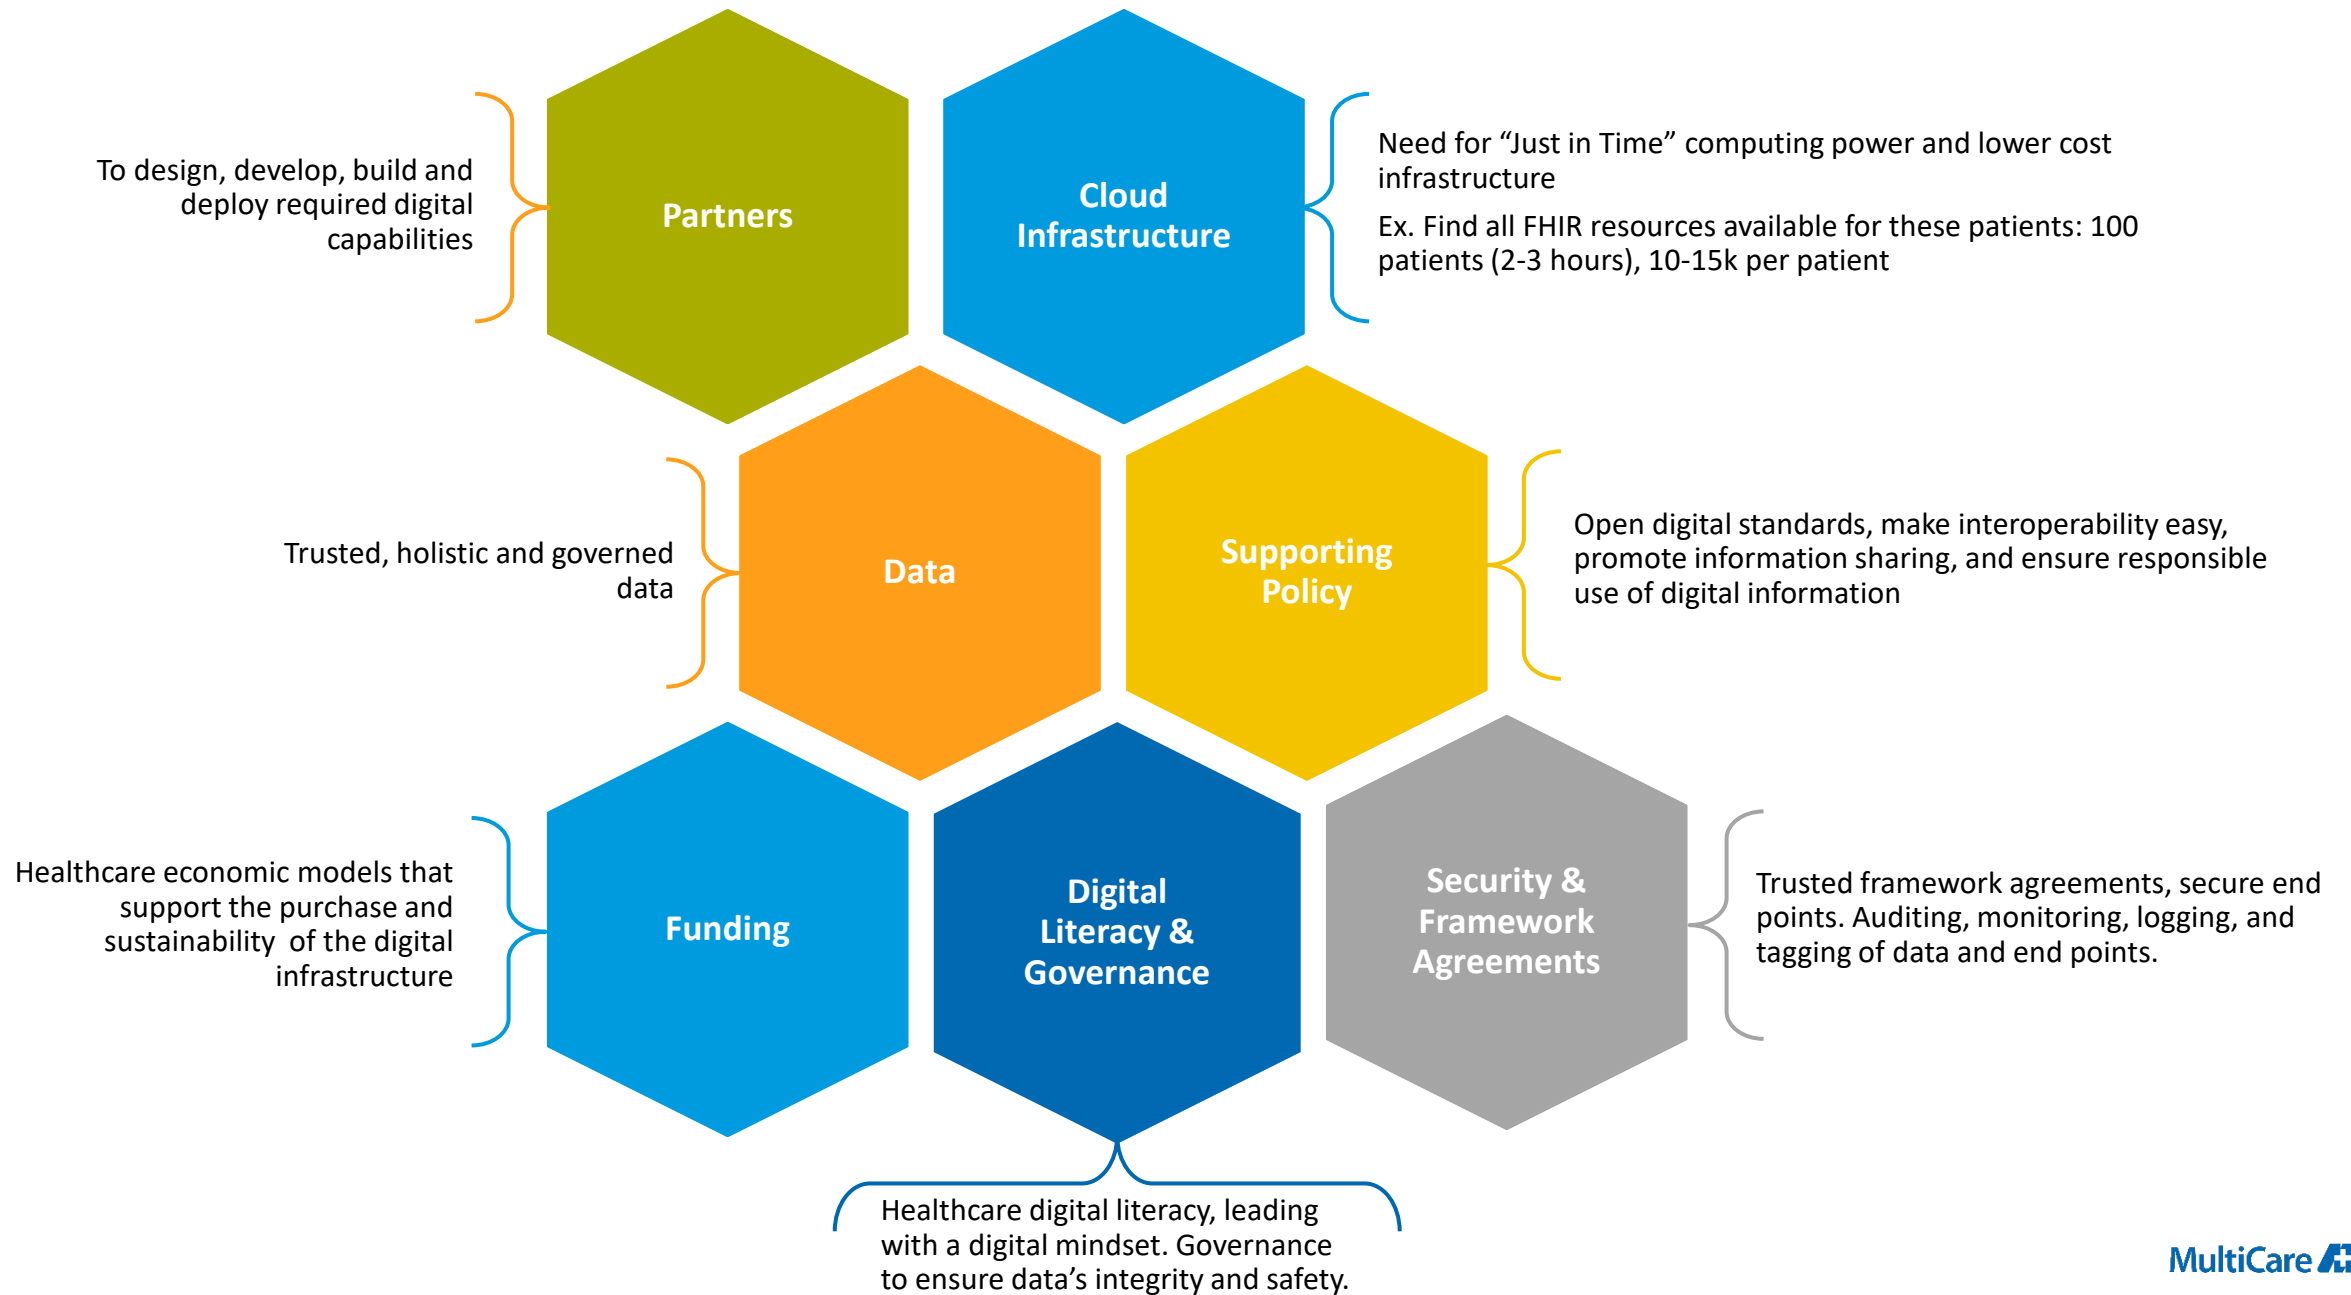 To design, develop, build and
deploy required digital
capabilities
Partners
Cloud
Infrastructure
Need for “Just in Time” computing power and lower cost
infrastructure
Ex. Find all FHIR resources available for these patients: 100
patients (2-3 hours), 10-15k per patient
Trusted, holistic and governed
data
Data
Supporting
Policy
Open digital standards, make interoperability easy,
promote information sharing, and ensure responsible
use of digital information
Healthcare economic models that
support the purchase and
sustainability  of the digital
infrastructure
Funding
Digital
Literacy &
Governance
Security &
Framework
Agreements
Trusted framework agreements, secure end
points. Auditing, monitoring, logging, and
tagging of data and end points.
Healthcare digital literacy, leading
with a digital mindset. Governance
to ensure data’s integrity and safety.
MultiCare